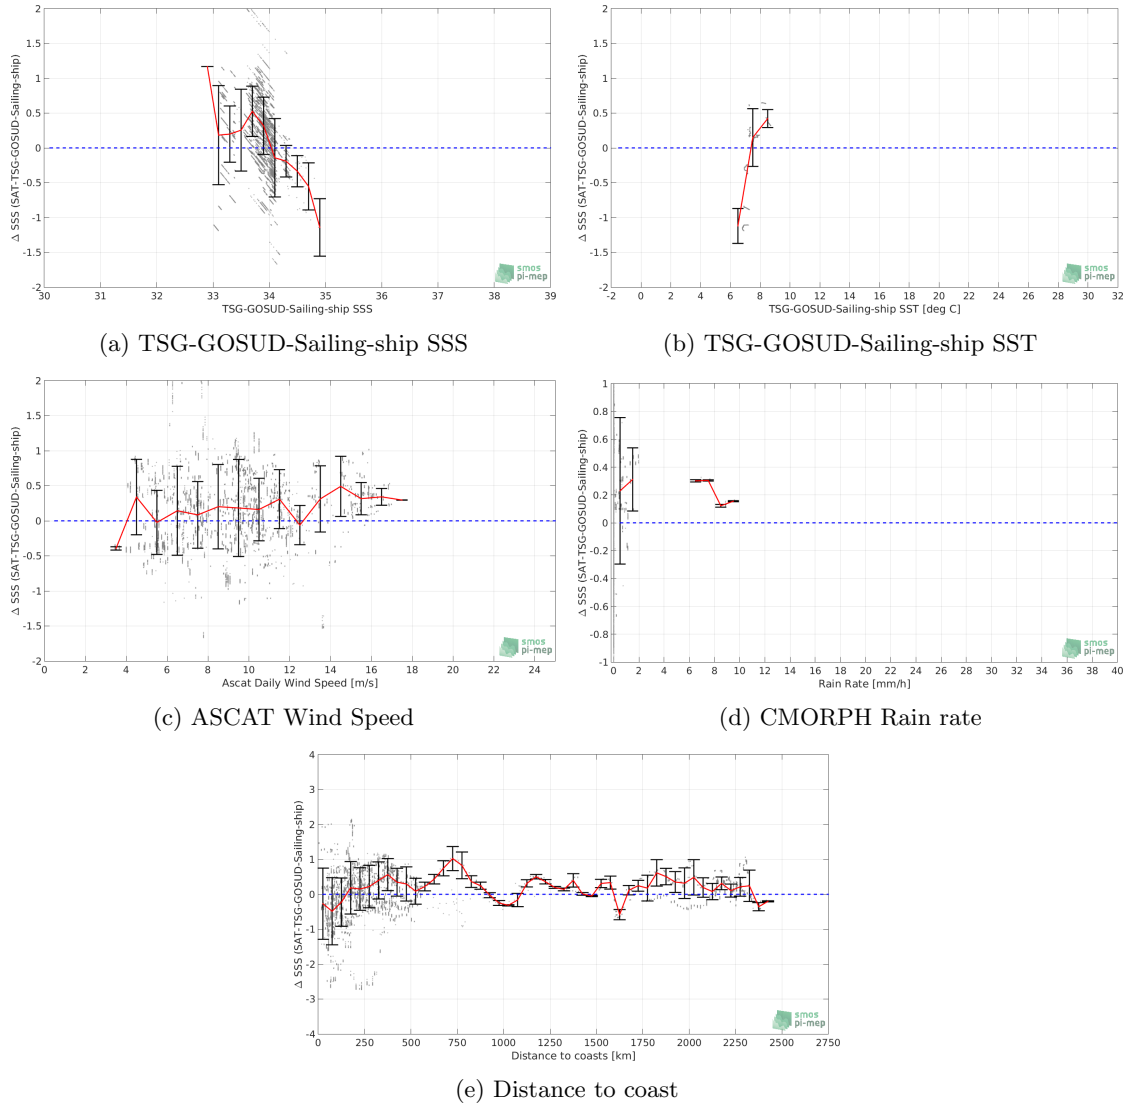 2
1.5
1
0.5
0
-0.5
-1
-1.5
-2
Δ SSS (SAT-TSG-GOSUD-Sailing-ship)
30 31 32 33 34 35 36 37 38 39
TSG-GOSUD-Sailing-ship SSS
smos
pi-mep
(a) TSG-GOSUD-Sailing-ship SSS
2
1.5
1
0.5
0
-0.5
-1
-1.5
-2
Δ SSS (SAT-TSG-GOSUD-Sailing-ship)
-2 0 2 4 6 8 10 12 14 16 18 20 22 24 26 28 30 32
TSG-GOSUD-Sailing-ship SST [deg C]
smos
pi-mep
(b) TSG-GOSUD-Sailing-ship SST
2
1.5
1
0.5
0
-0.5
-1
-1.5
-2
Δ SSS (SAT-TSG-GOSUD-Sailing-ship)
0 2 4 6 8 10 12 14 16 18 20 22 24
Ascat Daily Wind Speed [m/s]
smos
pi-mep
(c) ASCAT Wind Speed
1
0.8
0.6
0.4
0.2
0
-0.2
-0.4
-0.6
-0.8
-1
Δ SSS (SAT-TSG-GOSUD-Sailing-ship)
0 2 4 6 8 10 12 14 16 18 20 22 24 26 28 30 32 34 36 38 40
Rain Rate [mm/h]
smos
pi-mep
(d) CMORPH Rain rate
4
3
2
1
0
-1
-2
-3
-4
Δ SSS (SAT-TSG-GOSUD-Sailing-ship)
0 250 500 750 1000 1250 1500 1750 2000 2250 2500 2750
Distance to coasts [km]
smos
pi-mep
(e) Distance to coast